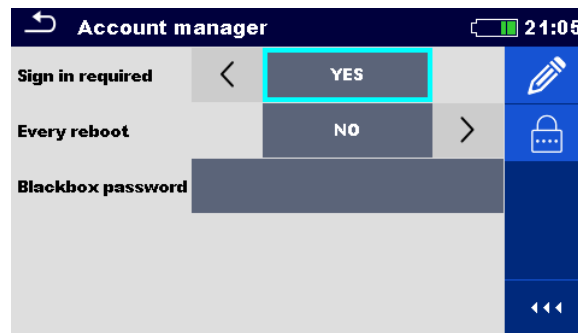 Account manager 21:05
Sign in required YES
Every reboot NO
Blackbox password